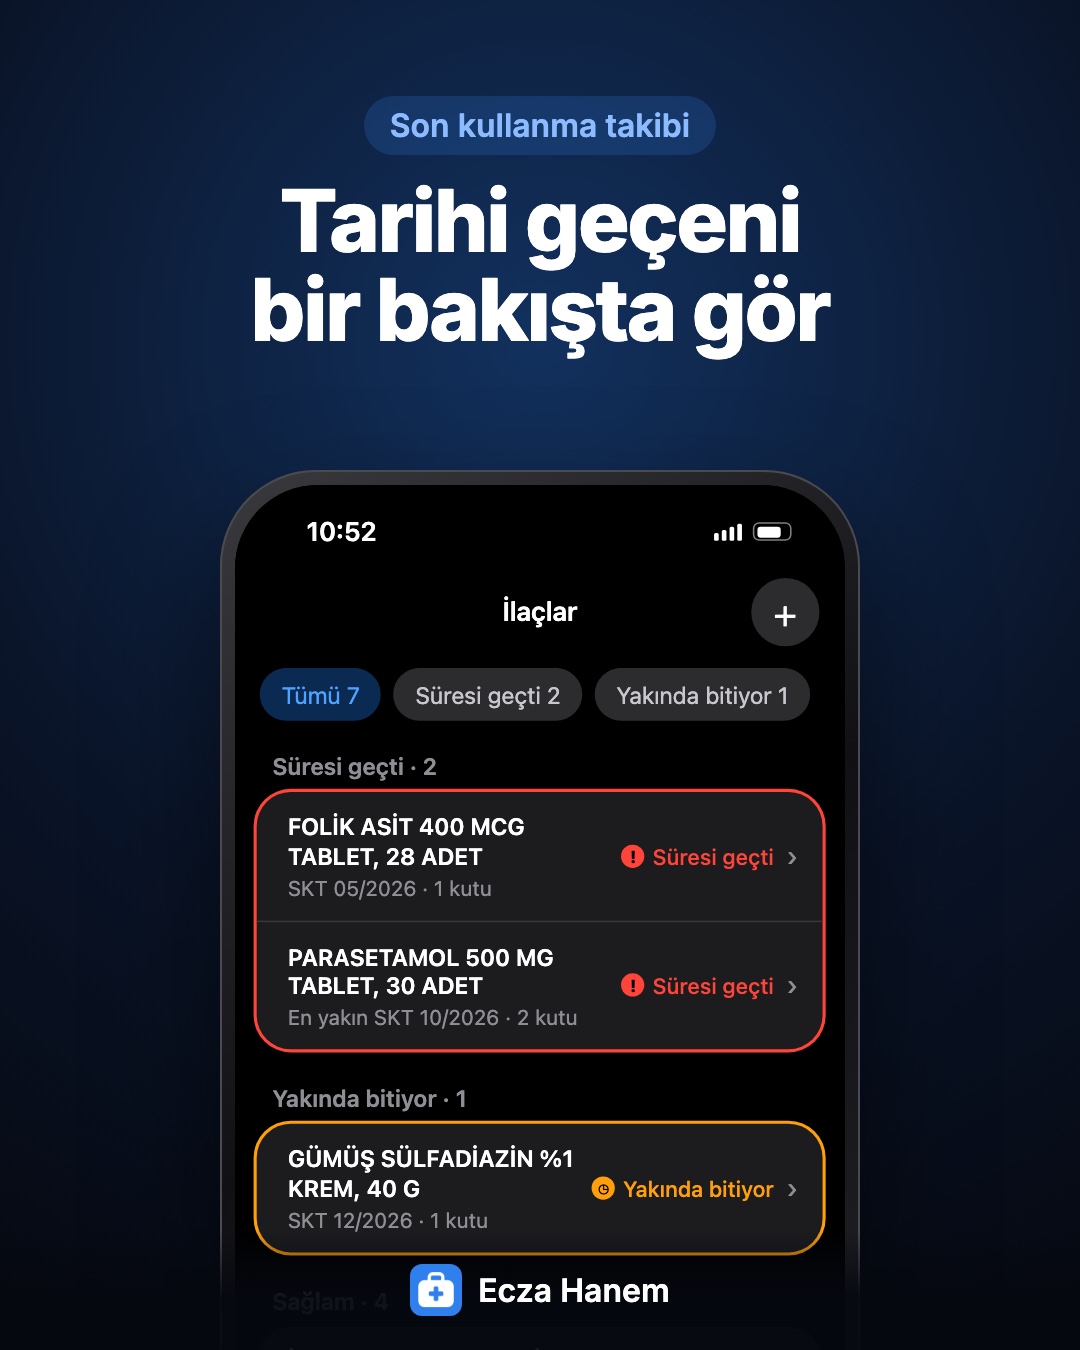 Son kullanma takibi
Tarihi geçeni
bir bakışta gör
10:52
İlaçlar
+
Tümü 7
Süresi geçti 2
Yakında bitiyor 1
Süresi geçti · 2
FOLİK ASİT 400 MCG
TABLET, 28 ADET
SKT 05/2026 · 1 kutu
Süresi geçti
PARASETAMOL 500 MG
TABLET, 30 ADET
En yakın SKT 10/2026 · 2 kutu
Süresi geçti
Yakında bitiyor · 1
GÜMÜŞ SÜLFADİAZİN %1
KREM, 40 G
SKT 12/2026 · 1 kutu
Yakında bitiyor
Sağlam · 4
Ecza Hanem